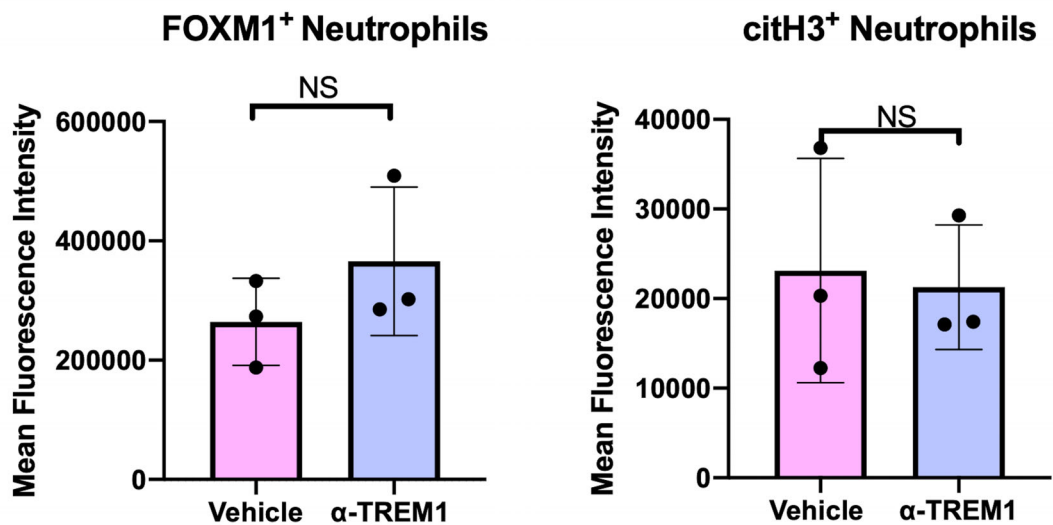 FOXM1⁺ Neutrophils
NS
Mean Fluorescence Intensity
600000
400000
200000
0
Vehicle
α-TREM1
citH3⁺ Neutrophils
NS
Mean Fluorescence Intensity
40000
30000
20000
10000
0
Vehicle
α-TREM1